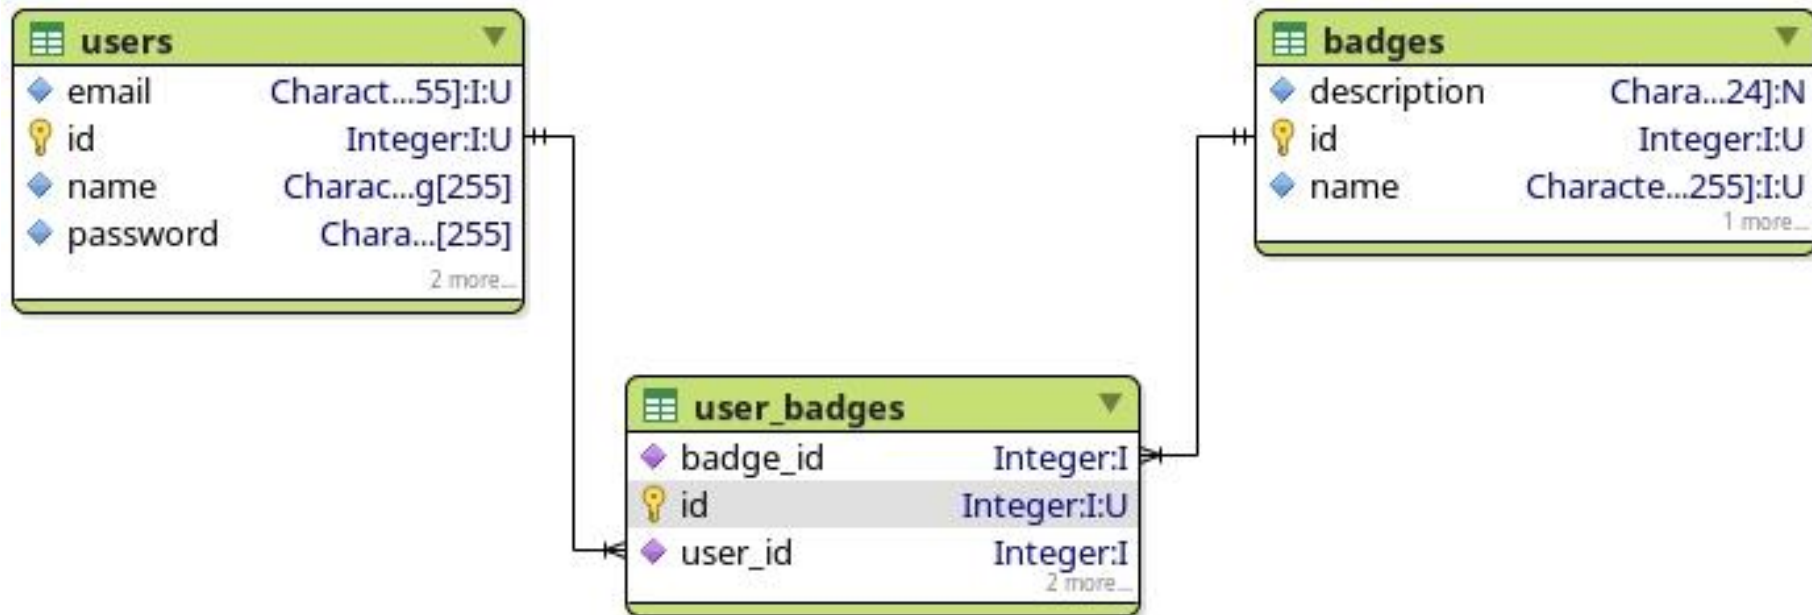 users
email Charact...55]:I:U
id Integer:I:U
name Charac...g[255]
password Chara...[255]
2 more...
badges
description Chara...24]:N
id Integer:I:U
name Characte...255]:I:U
1 more...
user_badges
badge_id Integer:I
id Integer:I:U
user_id Integer:I
2 more...